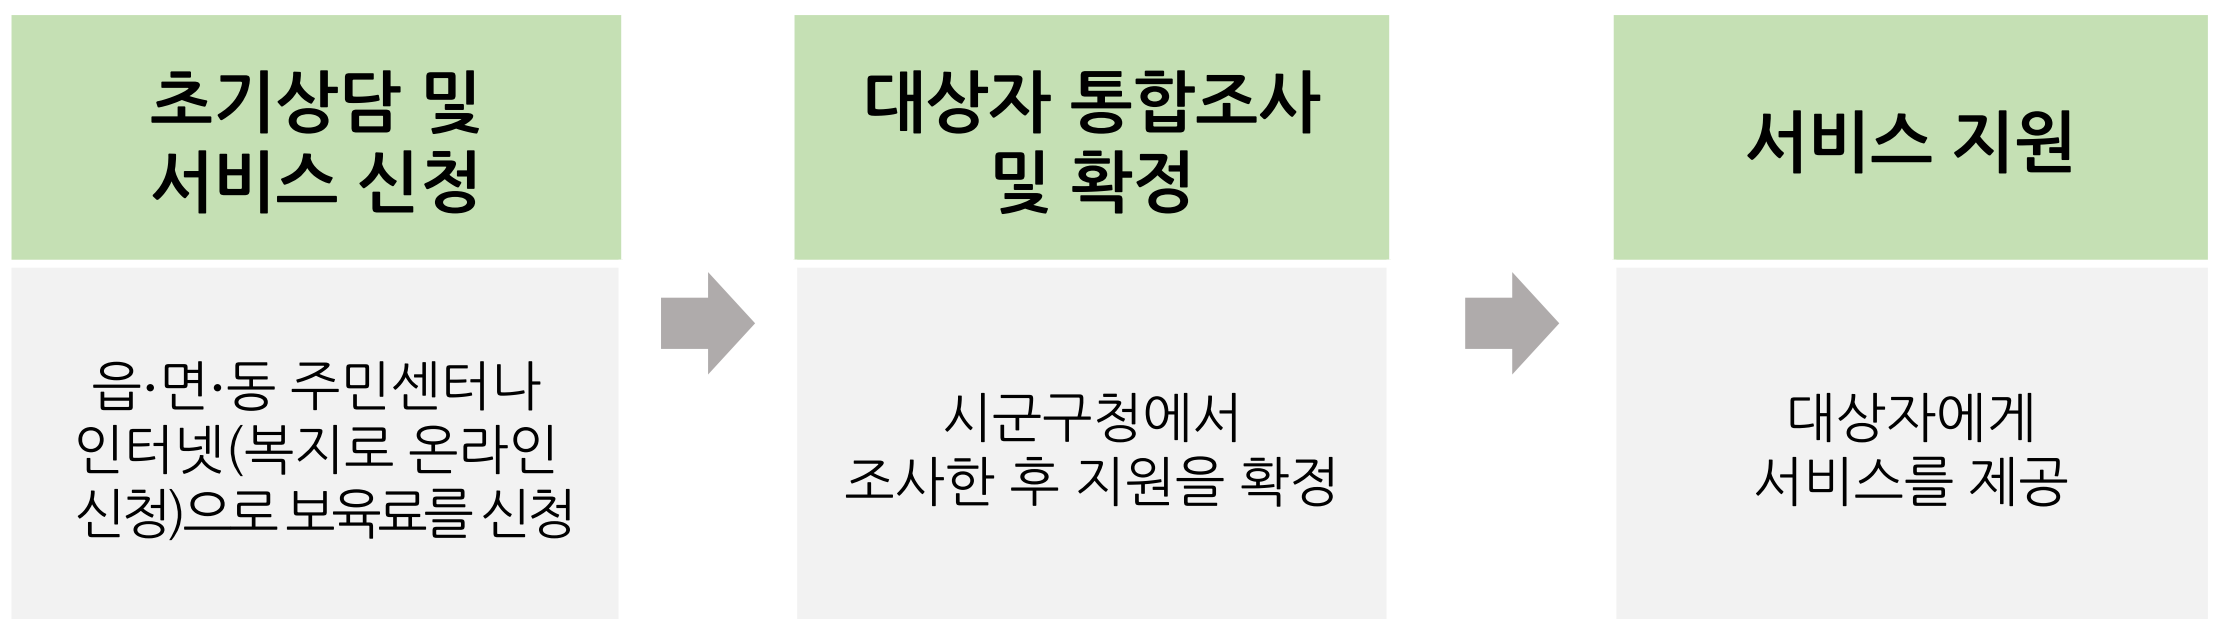 초기상담 및
서비스 신청
읍·면·동 주민센터나
인터넷(복지로 온라인
신청)으로 보육료를 신청
대상자 통합조사
및 확정
시군구청에서
조사한 후 지원을 확정
서비스 지원
대상자에게
서비스를 제공